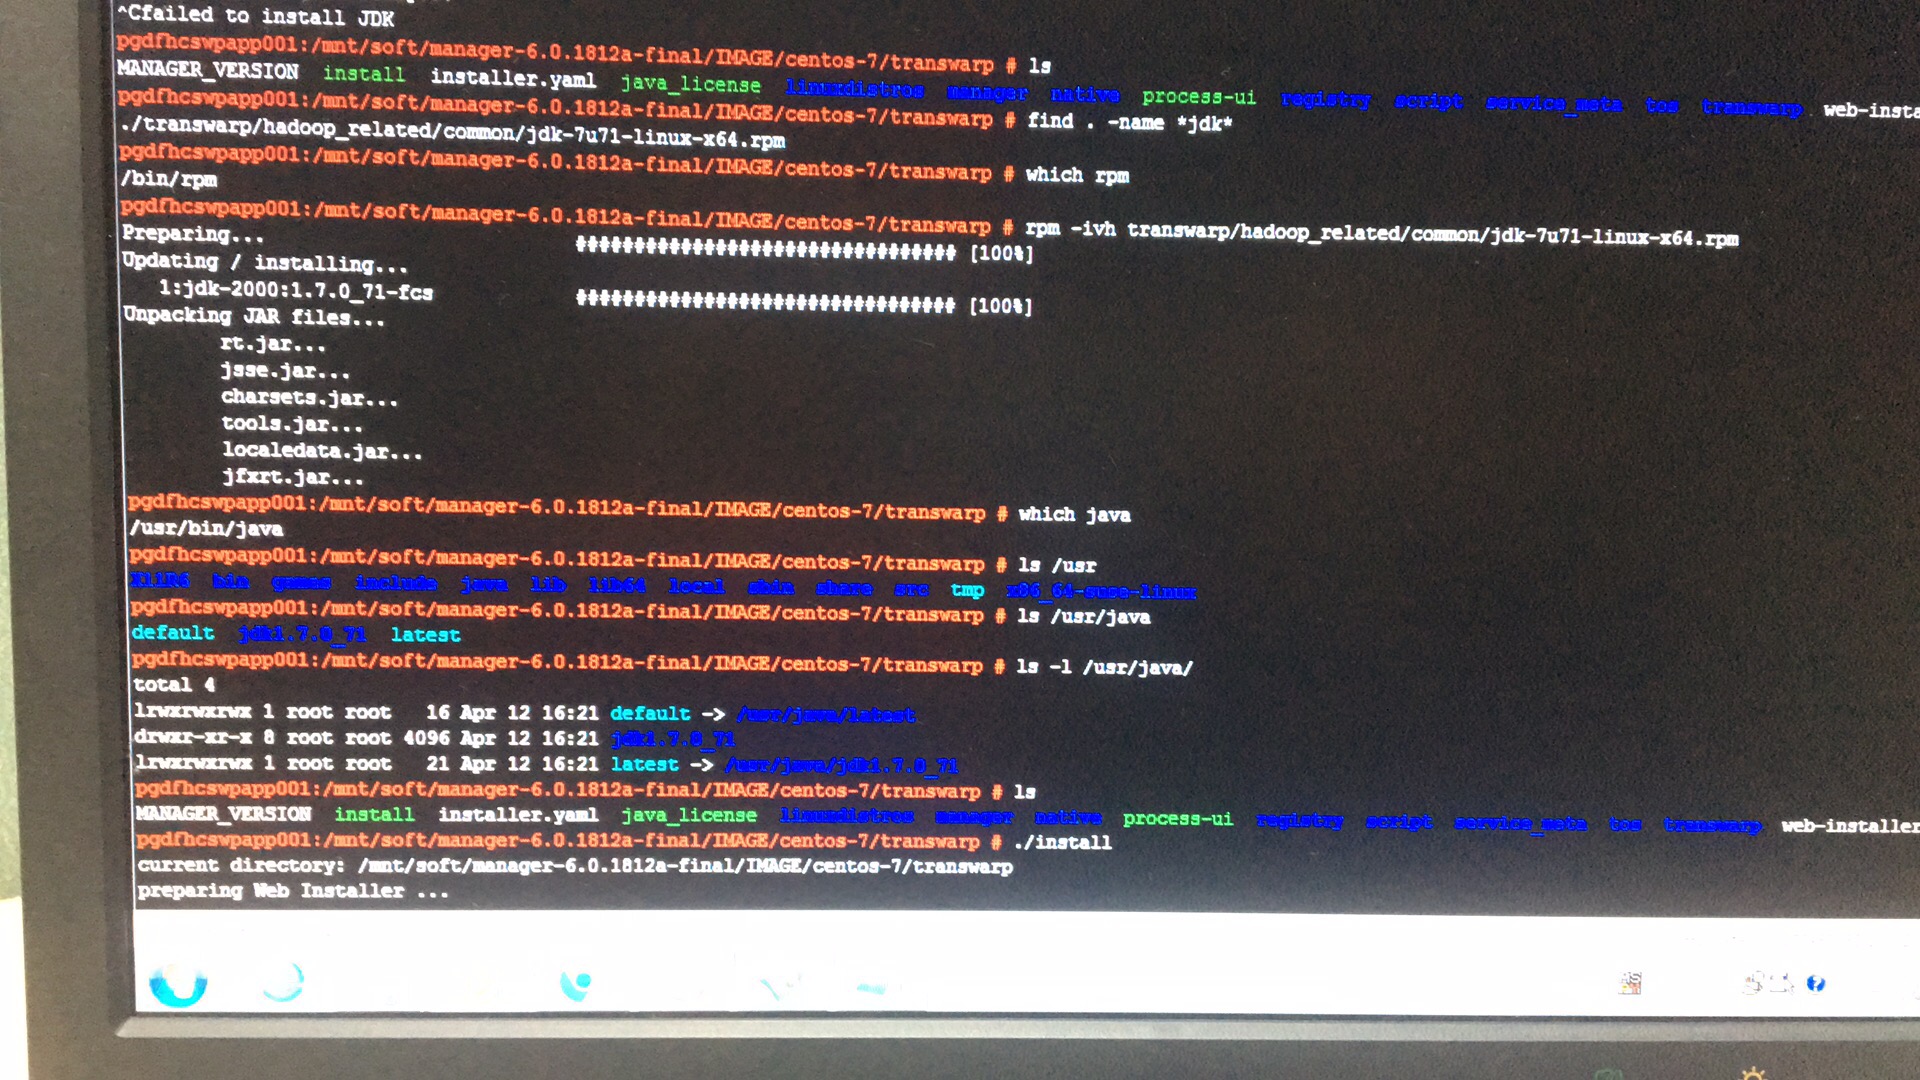 ^Cfailed to install JDK
pgdfhcswpapp001:/mnt/soft/manager-6.0.1812a-final/IMAGE/centos-7/transwarp # ls
MANAGER_VERSION install installer.yaml java_license linuxdistros manager native process-ui registry script service_meta tos transwarp web-insta
pgdfhcswpapp001:/mnt/soft/manager-6.0.1812a-final/IMAGE/centos-7/transwarp # find . -name *jdk*
./transwarp/hadoop_related/common/jdk-7u71-linux-x64.rpm
pgdfhcswpapp001:/mnt/soft/manager-6.0.1812a-final/IMAGE/centos-7/transwarp # which rpm
/bin/rpm
pgdfhcswpapp001:/mnt/soft/manager-6.0.1812a-final/IMAGE/centos-7/transwarp # rpm -ivh transwarp/hadoop_related/common/jdk-7u71-linux-x64.rpm
Preparing... ################################# [100%]
Updating / installing...
1:jdk-2000:1.7.0_71-fcs ################################# [100%]
Unpacking JAR files...
rt.jar...
jsse.jar...
charsets.jar...
tools.jar...
localedata.jar...
jfxrt.jar...
pgdfhcswpapp001:/mnt/soft/manager-6.0.1812a-final/IMAGE/centos-7/transwarp # which java
/usr/bin/java
pgdfhcswpapp001:/mnt/soft/manager-6.0.1812a-final/IMAGE/centos-7/transwarp # ls /usr
X11R6 bin games include java lib lib64 local sbin share src tmp x86_64-suse-linux
pgdfhcswpapp001:/mnt/soft/manager-6.0.1812a-final/IMAGE/centos-7/transwarp # ls /usr/java
default jdk1.7.0_71 latest
pgdfhcswpapp001:/mnt/soft/manager-6.0.1812a-final/IMAGE/centos-7/transwarp # ls -l /usr/java/
total 4
lrwxrwxrwx 1 root root 16 Apr 12 16:21 default -> /usr/java/latest
drwxr-xr-x 8 root root 4096 Apr 12 16:21 jdk1.7.0_71
lrwxrwxrwx 1 root root 21 Apr 12 16:21 latest -> /usr/java/jdk1.7.0_71
pgdfhcswpapp001:/mnt/soft/manager-6.0.1812a-final/IMAGE/centos-7/transwarp # ls
MANAGER_VERSION install installer.yaml java_license linuxdistros manager native process-ui registry script service_meta tos transwarp web-installer
pgdfhcswpapp001:/mnt/soft/manager-6.0.1812a-final/IMAGE/centos-7/transwarp # ./install
current directory: /mnt/soft/manager-6.0.1812a-final/IMAGE/centos-7/transwarp
preparing Web Installer ...